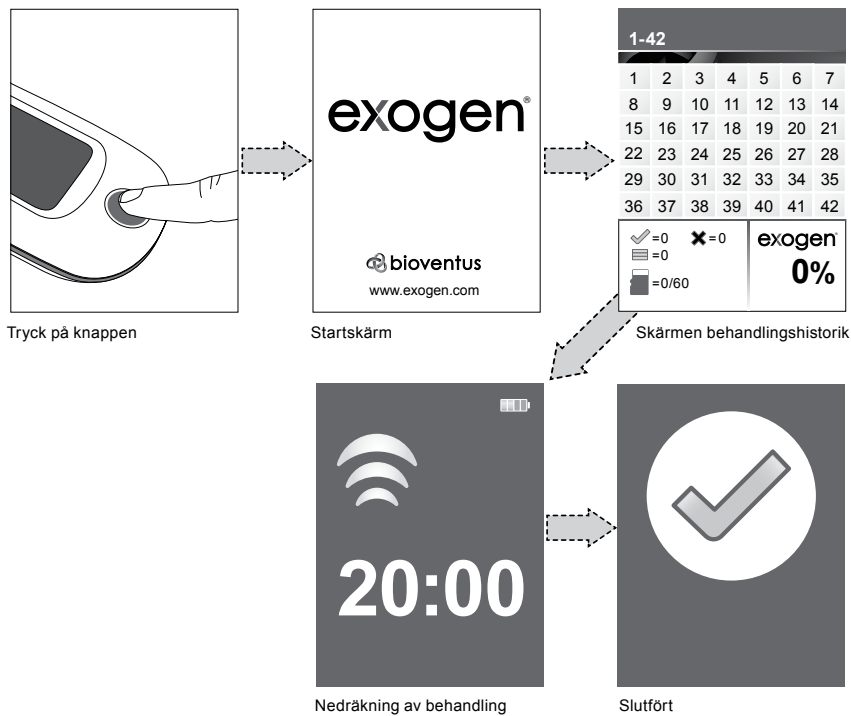 exogen®
bioventus
www.exogen.com
1-42
1 2 3 4 5 6 7
8 9 10 11 12 13 14
15 16 17 18 19 20 21
22 23 24 25 26 27 28
29 30 31 32 33 34 35
36 37 38 39 40 41 42
=0 =0
=0
=0/60
exogen
0%
Tryck på knappen
Startskärm
Skärmen behandlingshistorik
20:00
Nedräkning av behandling
Slutfört